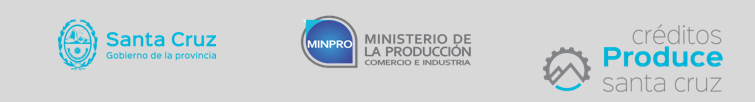 Santa Cruz
Gobierno de la provincia
MINPRO
MINISTERIO DE
LA PRODUCCIÓN
COMERCIO E INDUSTRIA
créditos
Produce
santa cruz